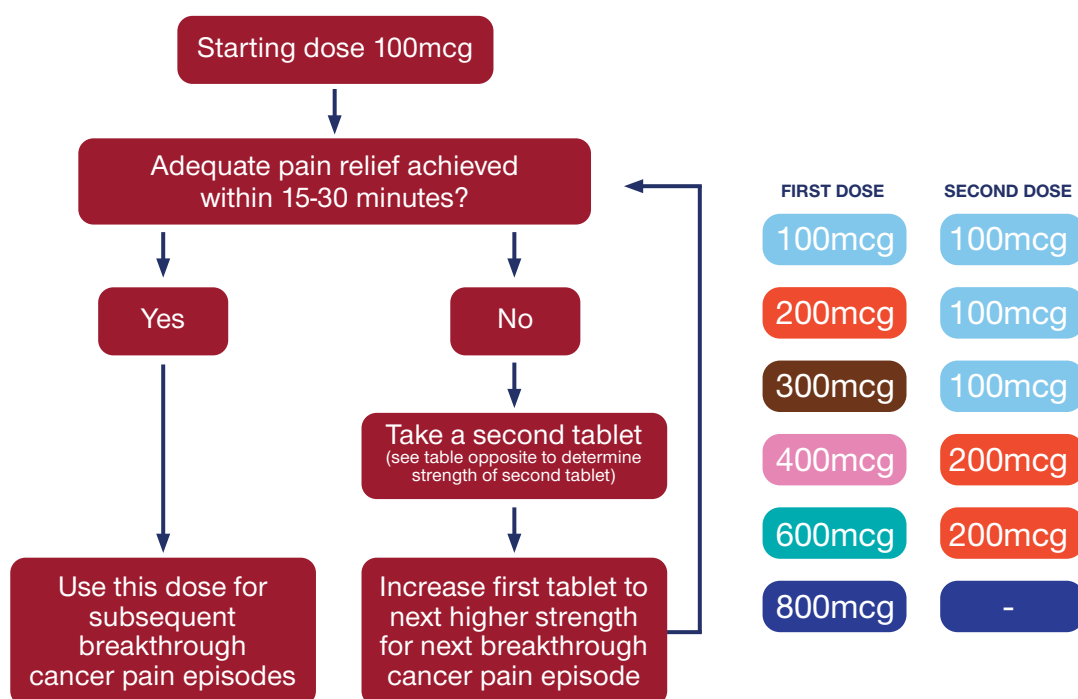 Starting dose 100mcg
Adequate pain relief achieved
within 15-30 minutes?
Yes
No
Take a second tablet
(see table opposite to determine
strength of second tablet)
Use this dose for
subsequent
breakthrough
cancer pain episodes
Increase first tablet to
next higher strength
for next breakthrough
cancer pain episode
FIRST DOSE SECOND DOSE
100mcg 100mcg
200mcg 100mcg
300mcg 100mcg
400mcg 200mcg
600mcg 200mcg
800mcg -